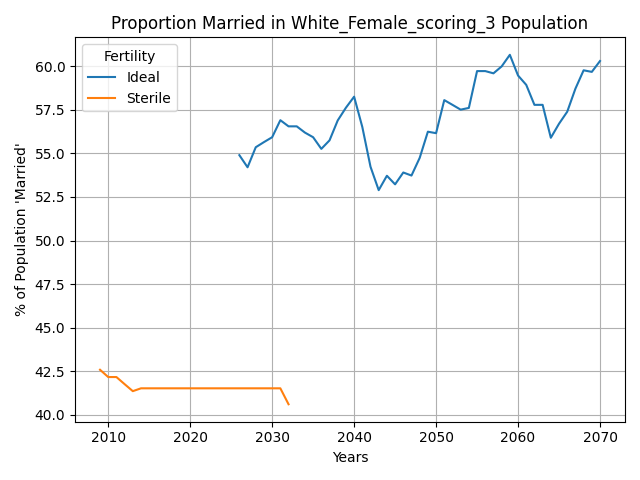 Proportion Married in White_Female_scoring_3 Population
Fertility
Ideal
Sterile
% of Population 'Married'
60.0
57.5
55.0
52.5
50.0
47.5
45.0
42.5
40.0
2010 2020 2030 2040 2050 2060 2070
Years